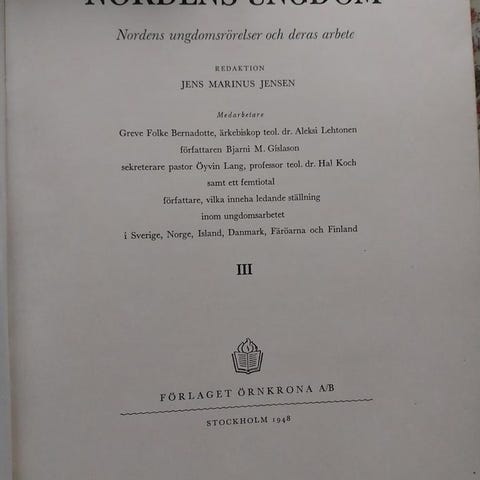 NORDENS UNGDOM
Nordens ungdomsrörelser och deras arbete
REDAKTION
JENS MARINUS JENSEN
Medarbetare
Greve Folke Bernadotte, ärkebiskop teol. dr. Aleksi Lehtonen
författaren Bjarni M. Gíslason
sekreterare pastor Öyvin Lang, professor teol. dr. Hal Koch
samt ett femtiotal
författare, vilka inneha ledande ställning
inom ungdomsarbetet
i Sverige, Norge, Island, Danmark, Färöarna och Finland
III
FÖRLAGET ÖRNKRONA A/B
STOCKHOLM 1948